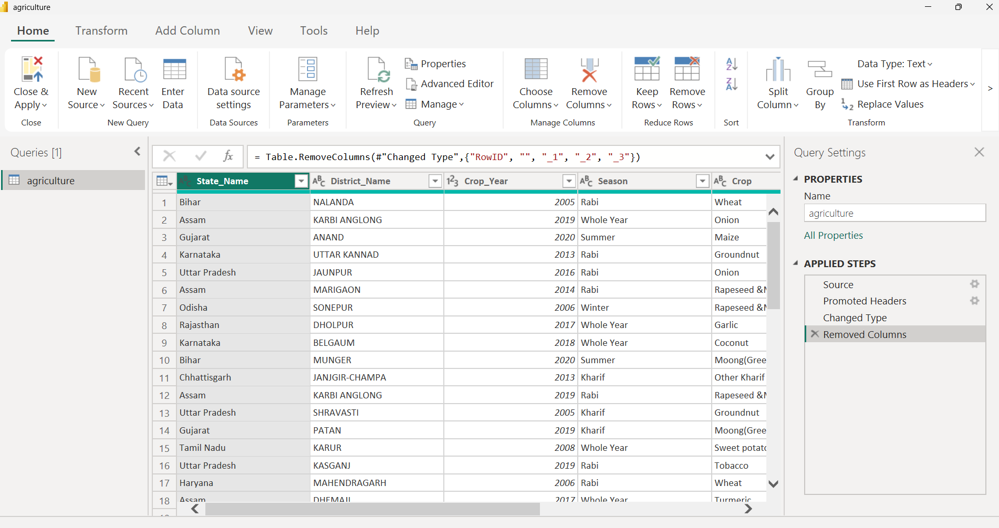 agriculture
Home Transform Add Column View Tools Help
Close & Apply
New Source
Recent Sources
Enter Data
Data source settings
Manage Parameters
Refresh Preview
Properties
Advanced Editor
Manage
Choose Columns
Remove Columns
Keep Rows
Remove Rows
Split Column
Group By
Data Type: Text
Use First Row as Headers
Replace Values
Close New Query Data Sources Parameters Query Manage Columns Reduce Rows Sort Transform
Queries [1]
agriculture
= Table.RemoveColumns(#"Changed Type",{"RowID", "", "_1", "_2", "_3"})
State_Name District_Name Crop_Year Season Crop
1 Bihar NALANDA 2005 Rabi Wheat
2 Assam KARBI ANGLONG 2019 Whole Year Onion
3 Gujarat ANAND 2020 Summer Maize
4 Karnataka UTTAR KANNAD 2013 Rabi Groundnut
5 Uttar Pradesh JAUNPUR 2016 Rabi Onion
6 Assam MARIGAON 2014 Rabi Rapeseed &
7 Odisha SONEPUR 2006 Winter Rapeseed &
8 Rajasthan DHOLPUR 2017 Whole Year Garlic
9 Karnataka BELGAUM 2018 Whole Year Coconut
10 Bihar MUNGER 2020 Summer Moong(Gree
11 Chhattisgarh JANJGIR-CHAMPA 2013 Kharif Other Kharif
12 Assam KARBI ANGLONG 2019 Rabi Rapeseed &
13 Uttar Pradesh SHRAVASTI 2005 Kharif Groundnut
14 Gujarat PATAN 2019 Kharif Moong(Gree
15 Tamil Nadu KARUR 2008 Whole Year Sweet potat
16 Uttar Pradesh KASGANJ 2019 Rabi Tobacco
17 Haryana MAHENDRAGARH 2006 Rabi Wheat
18 Assam DHEMAJI 2017 Whole Year Turmeric
Query Settings
PROPERTIES
Name
agriculture
All Properties
APPLIED STEPS
Source
Promoted Headers
Changed Type
Removed Columns